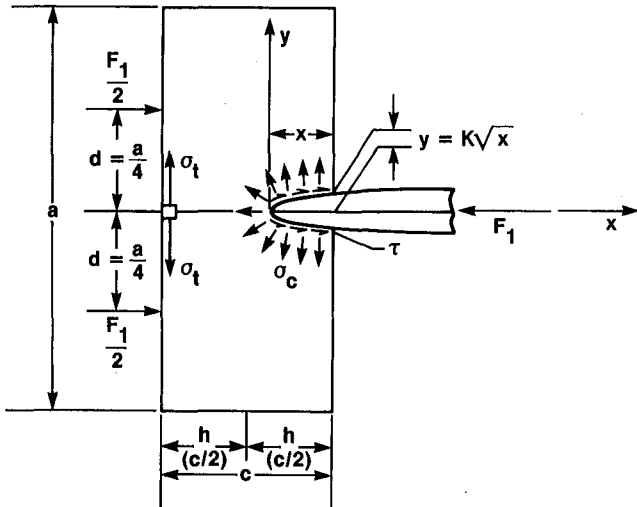 y
F₁/2
x
y = K√x
d = a/4
σt
a
F₁
x
d = a/4
σt
σc
τ
F₁/2
h
(c/2)
h
(c/2)
c